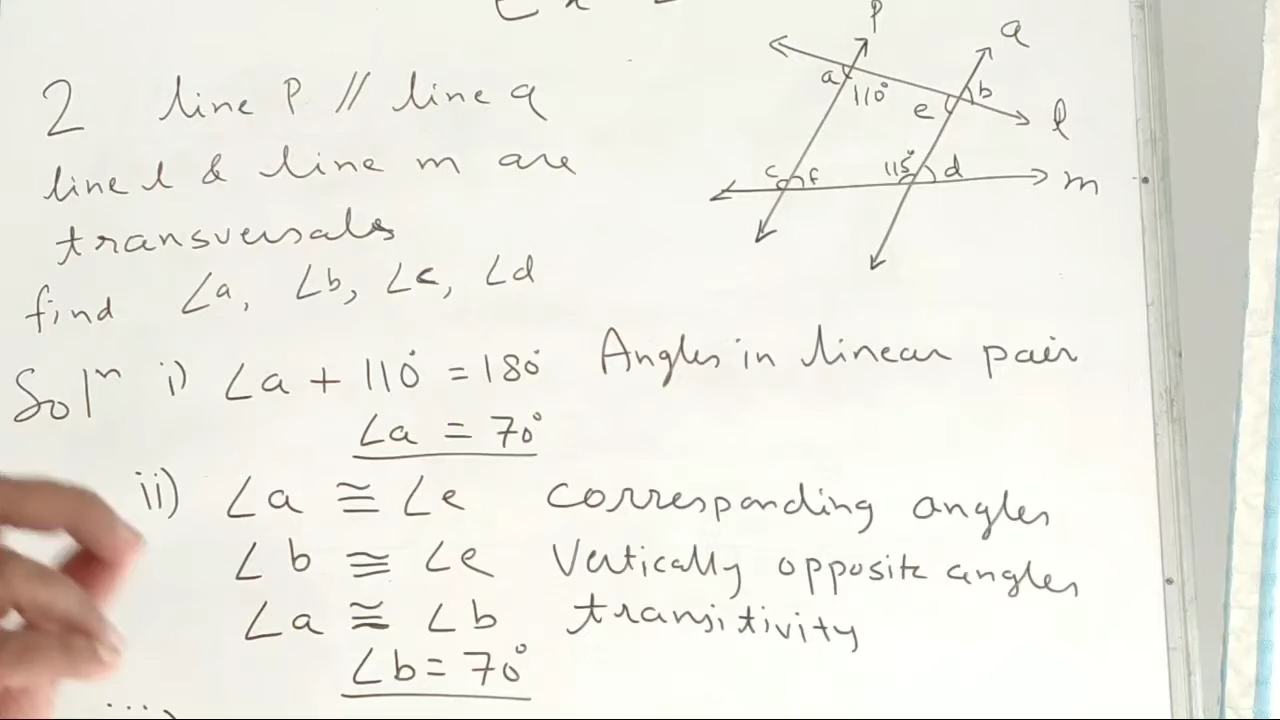 2 line P // line q
line l & line m are
transversals
find ∠a, ∠b, ∠c, ∠d
p
q
a
110°
e
b
l
c
f
115°
d
m
Solⁿ i) ∠a + 110° = 180° Angles in linear pair
∠a = 70°
ii) ∠a ≅ ∠e corresponding angles
∠b ≅ ∠e Vertically opposite angles
∠a ≅ ∠b transitivity
∠b = 70°